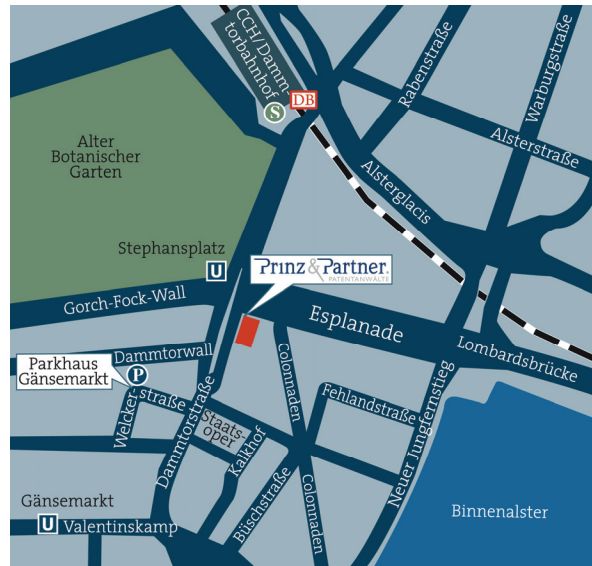 CCH/Damm-
torbahnhof
S
DB
Rabenstraße
Warburgstraße
Alsterstraße
Alter
Botanischer
Garten
Alsterglacis
Stephansplatz
U
Prinz & Partner
PATENTANWÄLTE
Gorch-Fock-Wall
Esplanade
Lombardsbrücke
Dammtorwall
Parkhaus
Gänsemarkt
P
Colonnaden
Fehlandstraße
Neuer Jungfernstieg
Welckerstraße
Dammtorstraße
Staats-
oper
Kalkhof
Büschstraße
Colonnaden
Gänsemarkt
U
Valentinskamp
Binnenalster